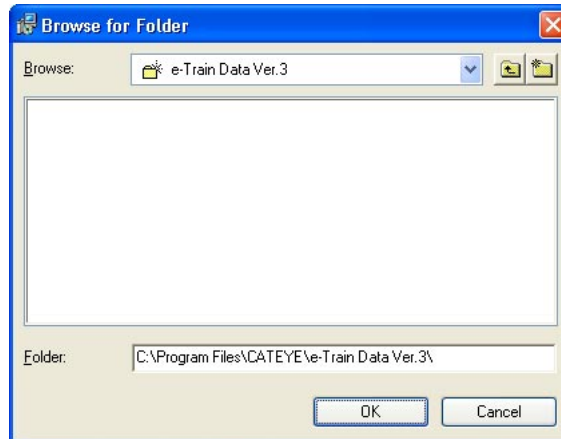 Browse for Folder
Browse: e-Train Data Ver.3
Folder: C:\Program Files\CATEYE\e-Train Data Ver.3\
OK Cancel